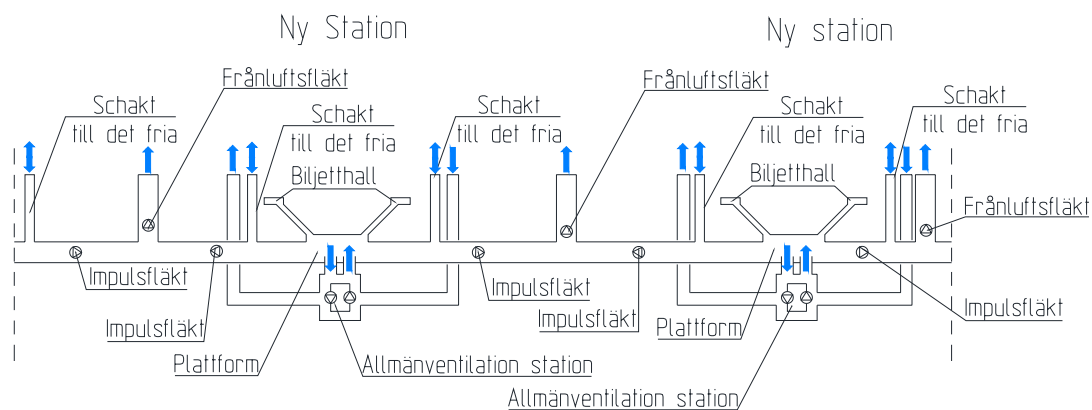 Ny Station
Ny station
Frånluftsfläkt
Frånluftsfläkt
Schakt
till det fria
Schakt
till det fria
Schakt
till det fria
Schakt
till det fria
Schakt
till det fria
Biljetthall
Biljetthall
Frånluftsfläkt
Impulsfläkt
Impulsfläkt
Impulsfläkt
Impulsfläkt
Impulsfläkt
Plattform
Plattform
Allmänventilation station
Allmänventilation station